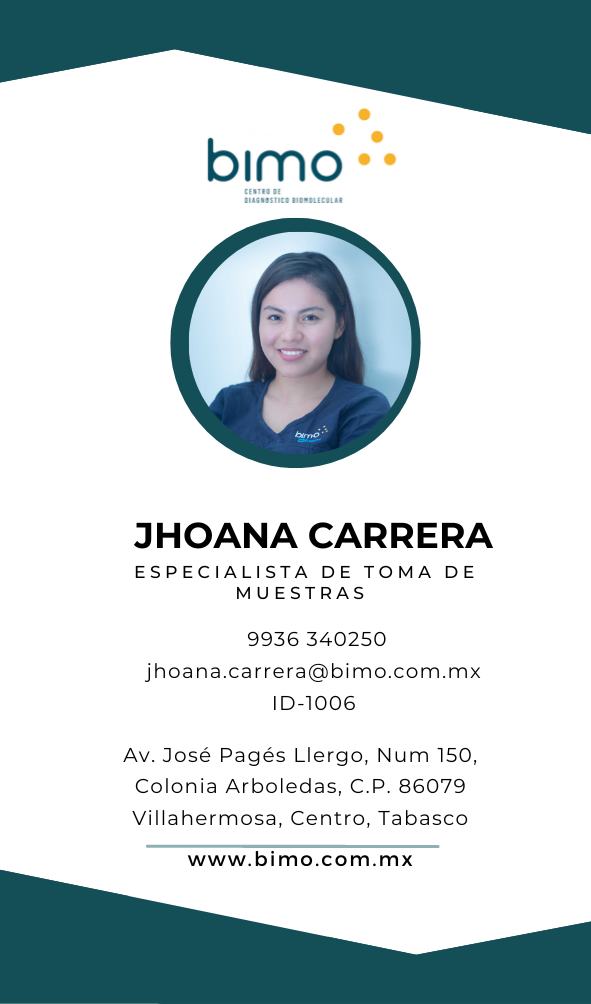 bimo
CENTRO DE
DIAGNÓSTICO BIOMOLECULAR
bimo
JHOANA CARRERA
ESPECIALISTA DE TOMA DE
MUESTRAS
9936 340250
jhoana.carrera@bimo.com.mx
ID-1006
Av. José Pagés Llergo, Num 150,
Colonia Arboledas, C.P. 86079
Villahermosa, Centro, Tabasco
www.bimo.com.mx